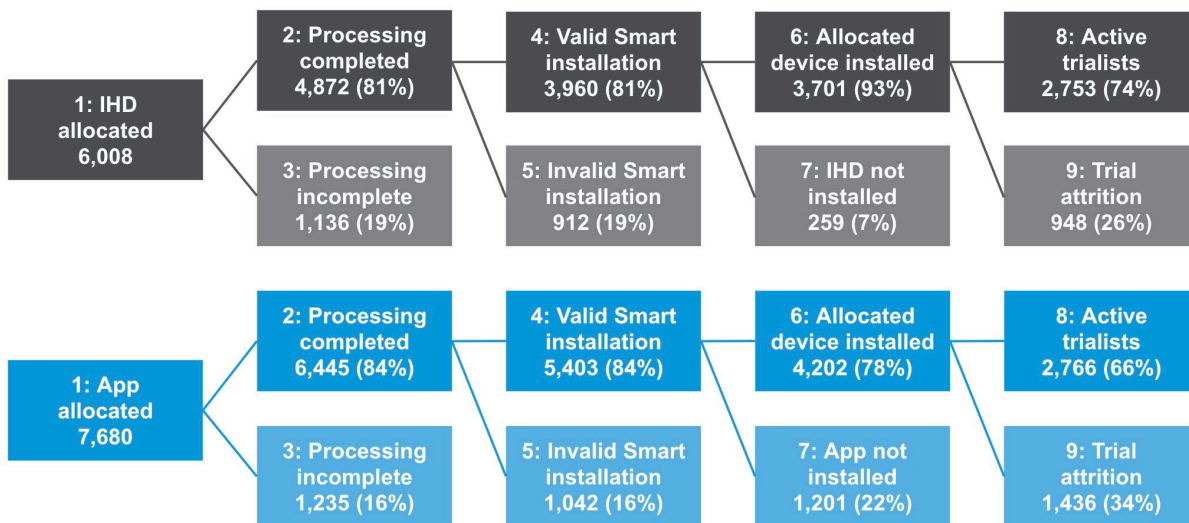 1: IHD
allocated
6,008
2: Processing
completed
4,872 (81%)
3: Processing
incomplete
1,136 (19%)
4: Valid Smart
installation
3,960 (81%)
5: Invalid Smart
installation
912 (19%)
6: Allocated
device installed
3,701 (93%)
7: IHD not
installed
259 (7%)
8: Active
trialists
2,753 (74%)
9: Trial
attrition
948 (26%)
1: App
allocated
7,680
2: Processing
completed
6,445 (84%)
3: Processing
incomplete
1,235 (16%)
4: Valid Smart
installation
5,403 (84%)
5: Invalid Smart
installation
1,042 (16%)
6: Allocated
device installed
4,202 (78%)
7: App not
installed
1,201 (22%)
8: Active
trialists
2,766 (66%)
9: Trial
attrition
1,436 (34%)